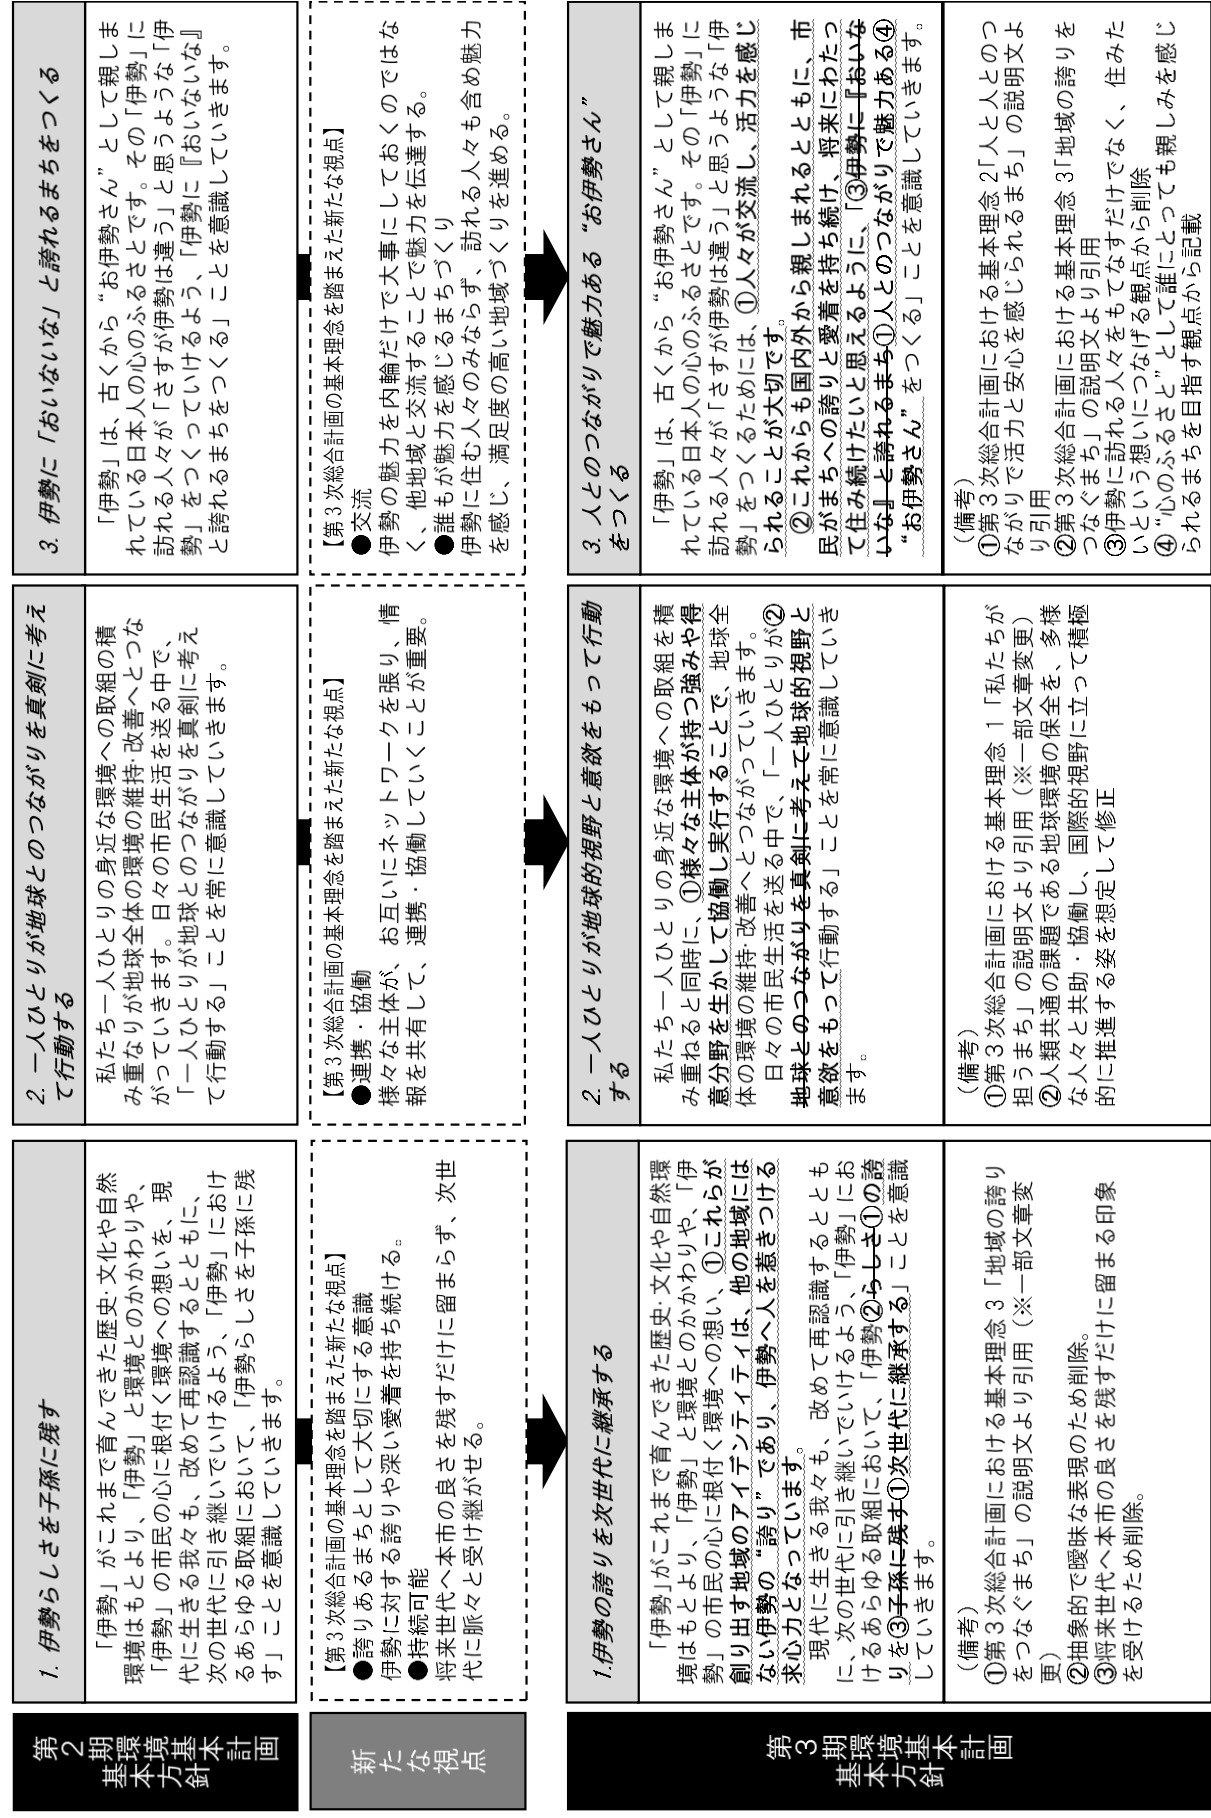 第2期環境基本計画
基本方針
1. 伊勢らしさを子孫に残す
「伊勢」がこれまで育んできた歴史・文化や自然
環境はもとより、「伊勢」と環境とのかかわりや、
「伊勢」の市民の心に根付く環境への想いを、現
代に生きる我々も、改めて再認識するとともに、
次の世代に引き継いでいけるよう、「伊勢」におけ
るあらゆる取組において、「伊勢らしさを子孫に残
す」ことを意識していきます。
2. 一人ひとりが地球とのつながりを真剣に考え
て行動する
私たち一人ひとりの身近な環境への取組の積
み重なりが地球全体の環境の維持・改善へとつな
がっていきます。日々の市民生活を送る中で、
「一人ひとりが地球とのつながりを真剣に考え
て行動する」ことを常に意識していきます。
3. 伊勢に「おいないな」と誇れるまちをつくる
「伊勢」は、古くから“お伊勢さん”として親しま
れている日本人の心のふるさとです。その「伊勢」に
訪れる人々が「さすが伊勢は違う」と思うような「伊
勢」をつくっていけるよう、「伊勢に『おいないな』
と誇れるまちをつくる」ことを意識していきます。
新たな視点
【第3次総合計画の基本理念を踏まえた新たな視点】
●誇りあるまちとして大切にする意識
伊勢に対する誇りや深い愛着を持ち続ける。
●持続可能
将来世代へ本市の良さを残すだけに留まらず、次世
代に脈々と受け継がせる。
【第3次総合計画の基本理念を踏まえた新たな視点】
●連携・協働
様々な主体が、お互いにネットワークを張り、情
報を共有して、連携・協働していくことが重要。
【第3次総合計画の基本理念を踏まえた新たな視点】
●交流
伊勢の魅力を内輪だけで大事にしておくのではな
く、他地域と交流することで魅力を伝達する。
●誰もが魅力を感じるまちづくり
伊勢に住む人々のみならず、訪れる人々も含め魅力
を感じ、満足度の高い地域づくりを進める。
第3期環境基本計画
基本方針
1.伊勢の誇りを次世代に継承する
「伊勢」がこれまで育んできた歴史・文化や自然環
境はもとより、「伊勢」と環境とのかかわりや、「伊
勢」の市民の心に根付く環境への想い、①これらが
創り出す地域のアイデンティティは、他の地域には
ない伊勢の“誇り”であり、伊勢へ人を惹きつける
求心力となっています。
現代に生きる我々も、改めて再認識するととも
に、次の世代に引き継いでいけるよう、「伊勢」にお
けるあらゆる取組において、「伊勢②らしさ①の誇
りを③子孫に残す①次世代に継承する」ことを意識
していきます。
(備考)
①第3次総合計画における基本理念3「地域の誇り
をつなぐまち」の説明文より引用(※一部文章変
更)
②抽象的で曖昧な表現のため削除。
③将来世代へ本市の良さを残すだけに留まる印象
を受けるため削除。
2. 一人ひとりが地球的視野と意欲をもって行動
する
私たち一人ひとりの身近な環境への取組を積
み重ねると同時に、①様々な主体が持つ強みや得
意分野を生かして協働し実行することで、地球全
体の環境の維持・改善へとつながっていきます。
日々の市民生活を送る中で、「一人ひとりが②
地球とのつながりを真剣に考えて地球的視野と
意欲をもって行動する」ことを常に意識していき
ます。
(備考)
①第3次総合計画における基本理念1「私たちが
担うまち」の説明文より引用(※一部文章変更)
②人類共通の課題である地球環境の保全を、多様
な人々と共助・協働し、国際的視野に立って積極
的に推進する姿を想定して修正
3. 人とのつながりで魅力ある“お伊勢さん”
をつくる
「伊勢」は、古くから“お伊勢さん”として親しま
れている日本人の心のふるさとです。その「伊勢」に
訪れる人々が「さすが伊勢は違う」と思うような「伊
勢」をつくるためには、①人々が交流し、活力を感じ
られることが大切です。
②これからも国内外から親しまれるとともに、市
民がまちへの誇りと愛着を持ち続け、将来にわたっ
て住み続けたいと思えるように、「③伊勢に『おいな
いな』と誇れるまち①人とのつながりで魅力ある④
“お伊勢さん”をつくる」ことを意識していきます。
(備考)
①第3次総合計画における基本理念2「人と人とのつ
ながりで活力と安心を感じられるまち」の説明文よ
り引用
②第3次総合計画における基本理念3「地域の誇りを
つなぐまち」の説明文より引用
③伊勢に訪れる人々をもてなすだけでなく、住みた
いという想いにつなげる観点から削除
④“心のふるさと”として誰にとっても親しみを感じ
られるまちを目指す観点から記載